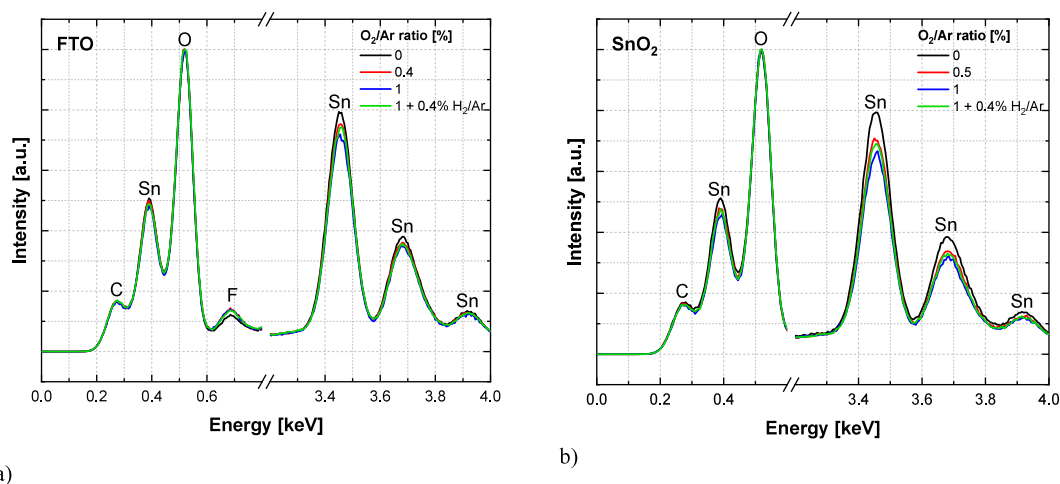 FTO
O
O₂/Ar ratio [%]
0
0.4
1
1 + 0.4% H₂/Ar
Sn
Sn
Sn
C
F
Sn
Intensity [a.u.]
0.0 0.2 0.4 0.6 3.4 3.6 3.8 4.0
Energy [keV]
a)
SnO₂
O
O₂/Ar ratio [%]
0
0.5
1
1 + 0.4% H₂/Ar
Sn
Sn
Sn
C
Sn
Intensity [a.u.]
0.0 0.2 0.4 3.4 3.6 3.8 4.0
Energy [keV]
b)